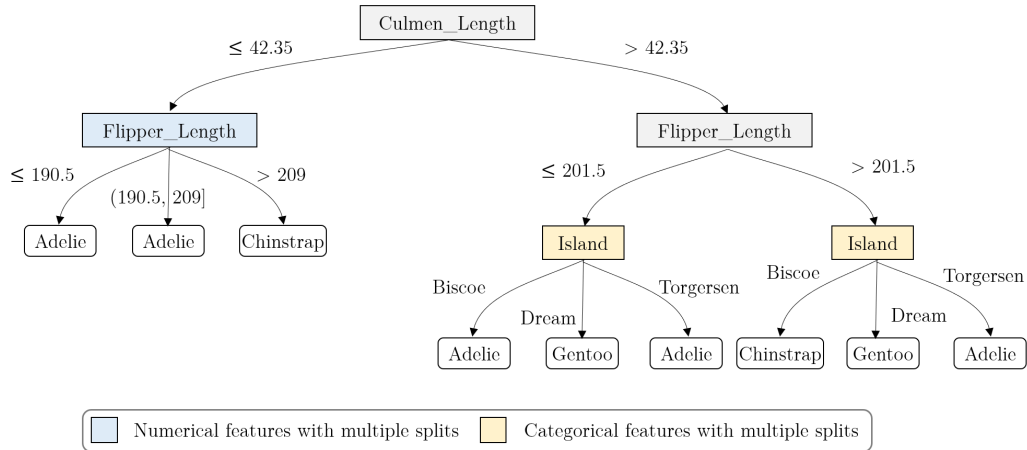 Culmen_Length
≤ 42.35
> 42.35
Flipper_Length
Flipper_Length
≤ 190.5
(190.5, 209]
> 209
≤ 201.5
> 201.5
Adelie
Adelie
Chinstrap
Island
Island
Biscoe
Dream
Torgersen
Biscoe
Dream
Torgersen
Adelie
Gentoo
Adelie
Chinstrap
Gentoo
Adelie
Numerical features with multiple splits
Categorical features with multiple splits